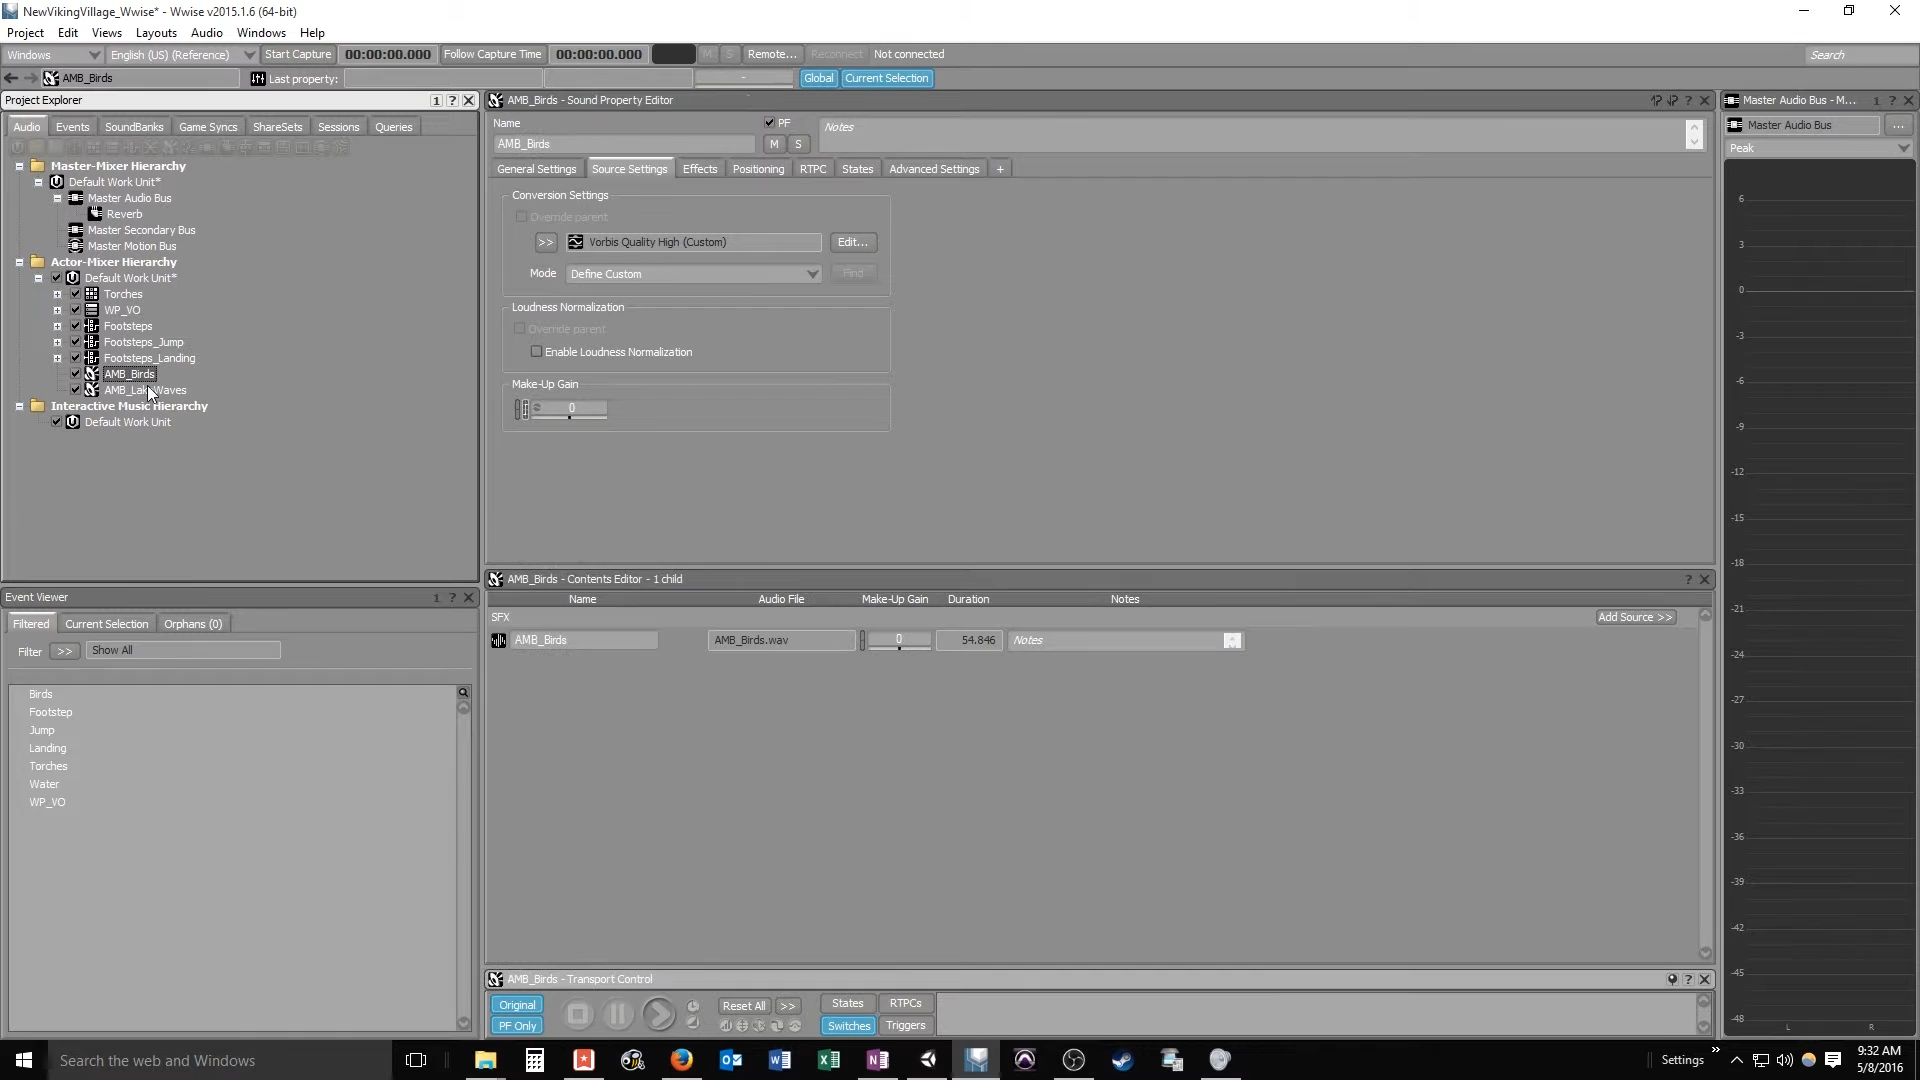 NewVikingVillage_Wwise* - Wwise v2015.1.6 (64-bit)
Project Edit Views Layouts Audio Windows Help
Windows English (US) (Reference) Start Capture 00:00:00.000 Follow Capture Time 00:00:00.000 M S Remote... Reconnect Not connected Search
AMB_Birds Last property: - Global Current Selection
Project Explorer 1 ?
Audio Events SoundBanks Game Syncs ShareSets Sessions Queries
Master-Mixer Hierarchy
Default Work Unit*
Master Audio Bus
Reverb
Master Secondary Bus
Master Motion Bus
Actor-Mixer Hierarchy
Default Work Unit*
Torches
WP_VO
Footsteps
Footsteps_Jump
Footsteps_Landing
AMB_Birds
Interactive Music Hierarchy
Default Work Unit
Event Viewer 1 ?
Filtered Current Selection Orphans (0)
Filter >> Show All
Birds
Footstep
Jump
Landing
Torches
Water
WP_VO
AMB_Birds - Sound Property Editor ?
Name PF Notes
AMB_Birds M S
General Settings Source Settings Effects Positioning RTPC States Advanced Settings +
Conversion Settings
Override parent
>> Vorbis Quality High (Custom) Edit...
Mode Define Custom Find
Loudness Normalization
Override parent
Enable Loudness Normalization
Make-Up Gain
0
AMB_Birds - Contents Editor - 1 child ?
Name Audio File Make-Up Gain Duration Notes
SFX Add Source >>
AMB_Birds AMB_Birds.wav 0 54.846 Notes
AMB_Birds - Transport Control ?
Original Reset All >> States RTPCs
PF Only Switches Triggers
Master Audio Bus - M... 1 ?
Master Audio Bus ...
Peak
6
3
0
-3
-6
-9
-12
-15
-18
-21
-24
-27
-30
-33
-36
-39
-42
-45
-48
L R
Search the web and Windows
Settings 9:32 AM
5/8/2016